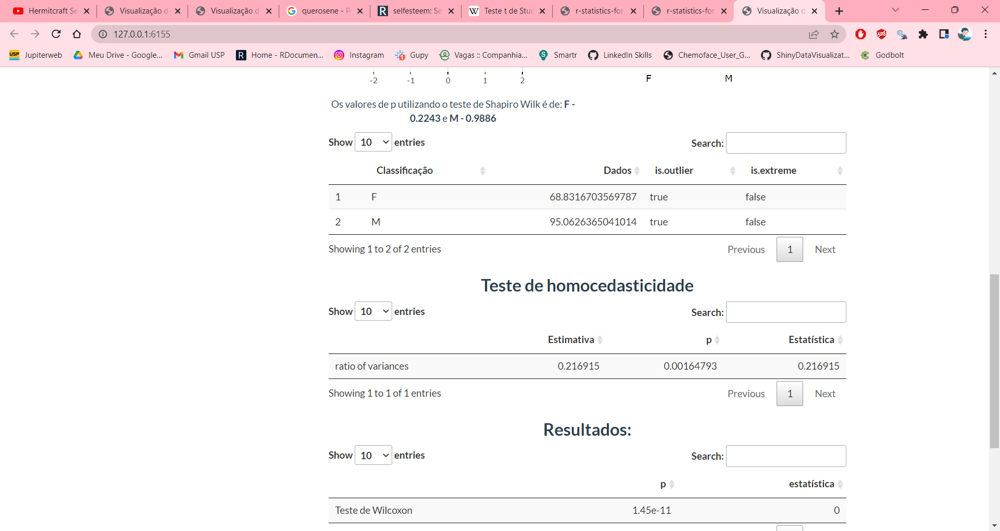 Hermitcraft Se
Visualização d
Visualização d
querosene - Pe
selfesteem: Se
Teste t de Stud
r-statistics-for
r-statistics-for
Visualização d
127.0.0.1:6155
Jupiterweb
Meu Drive - Google...
Gmail USP
Home - RDocumen...
Instagram
Gupy
Vagas :: Companhia...
Smartr
LinkedIn Skills
Chemoface_User_G...
ShinyDataVisualizat...
Godbolt
-2 -1 0 1 2
F M
Os valores de p utilizando o teste de Shapiro Wilk é de: F -
0.2243 e M - 0.9886
Show 10 entries Search:
Classificação Dados is.outlier is.extreme
1 F 68.8316703569787 true false
2 M 95.0626365041014 true false
Showing 1 to 2 of 2 entries Previous 1 Next
Teste de homocedasticidade
Show 10 entries Search:
Estimativa p Estatística
ratio of variances 0.216915 0.00164793 0.216915
Showing 1 to 1 of 1 entries Previous 1 Next
Resultados:
Show 10 entries Search:
p estatística
Teste de Wilcoxon 1.45e-11 0